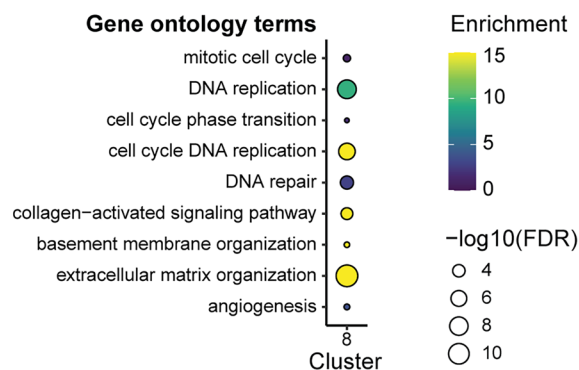 Gene ontology terms
mitotic cell cycle
DNA replication
cell cycle phase transition
cell cycle DNA replication
DNA repair
collagen−activated signaling pathway
basement membrane organization
extracellular matrix organization
angiogenesis
8
Cluster
Enrichment
15
10
5
0
−log10(FDR)
4
6
8
10